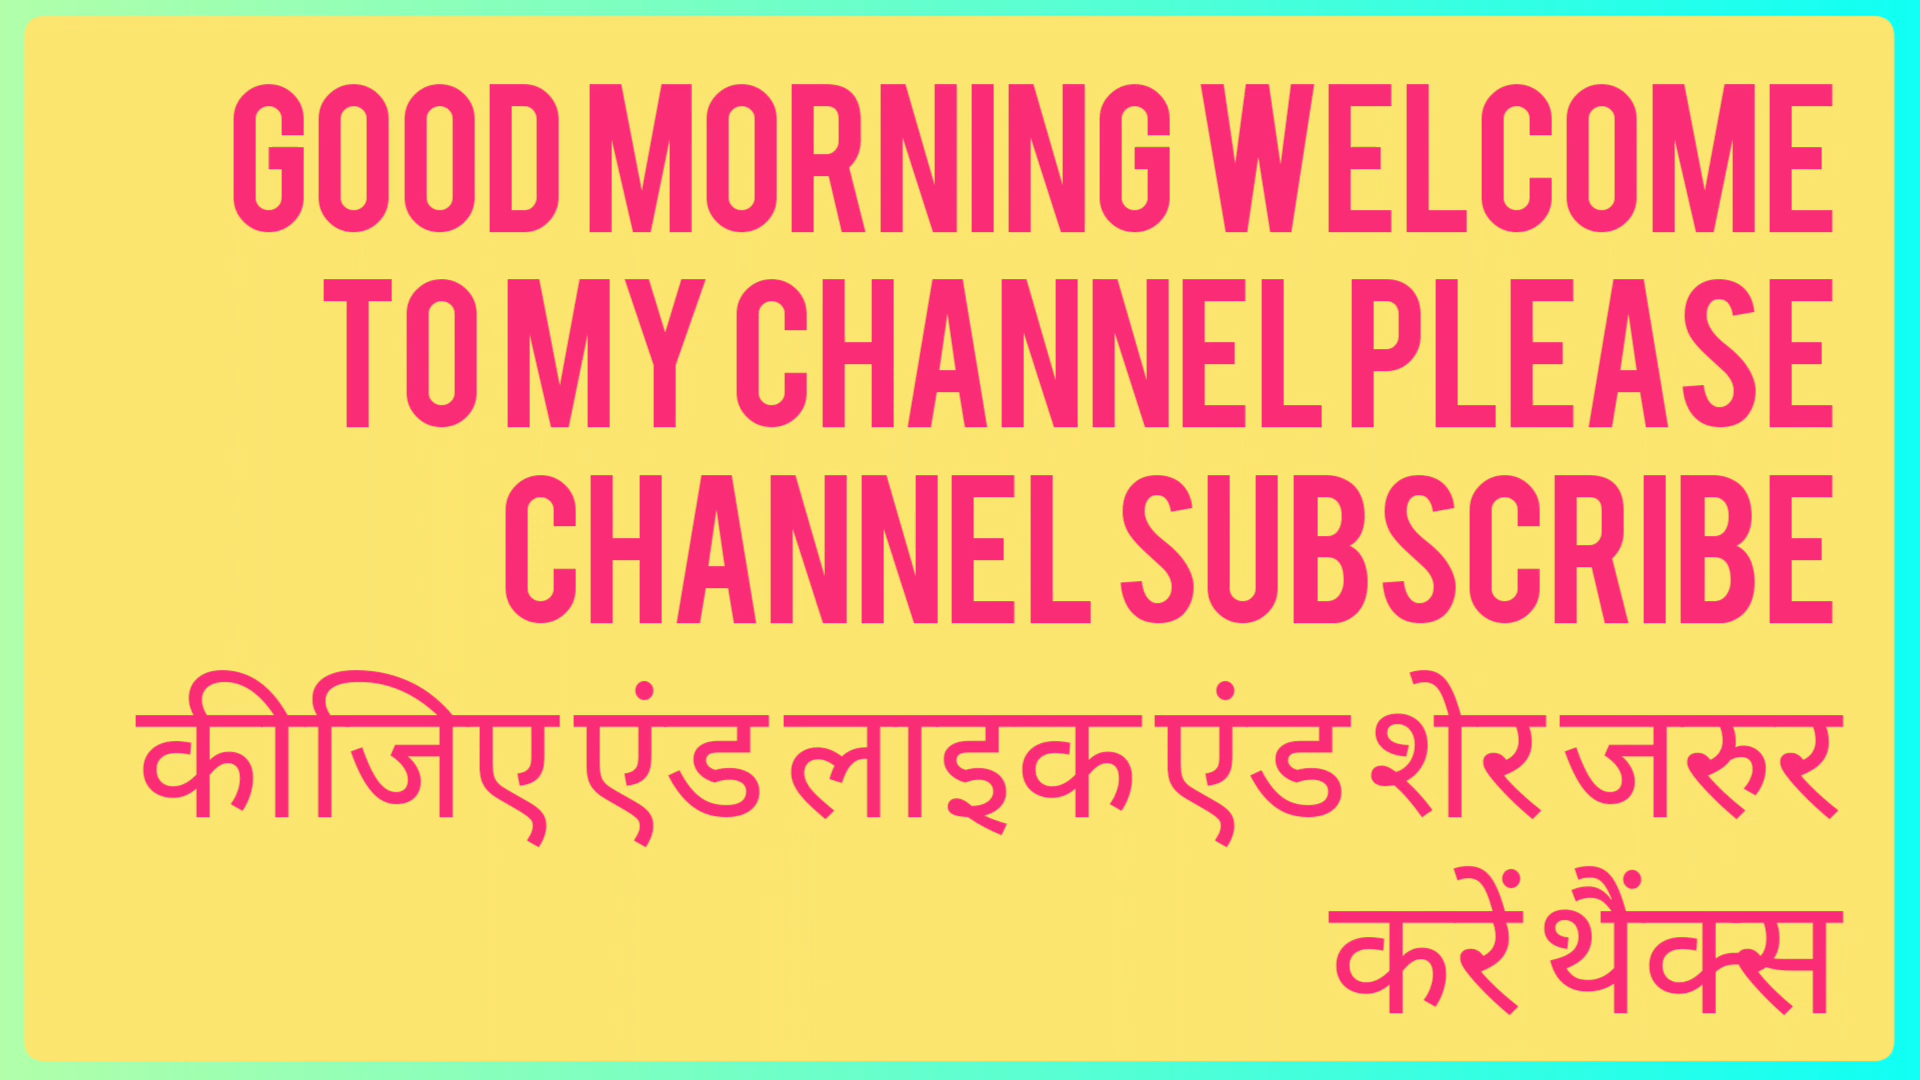 GOOD MORNING WELCOME
TO MY CHANNEL PLEASE
CHANNEL SUBSCRIBE
कीजिए एंड लाइक एंड शेर जरुर
करें थैंक्स